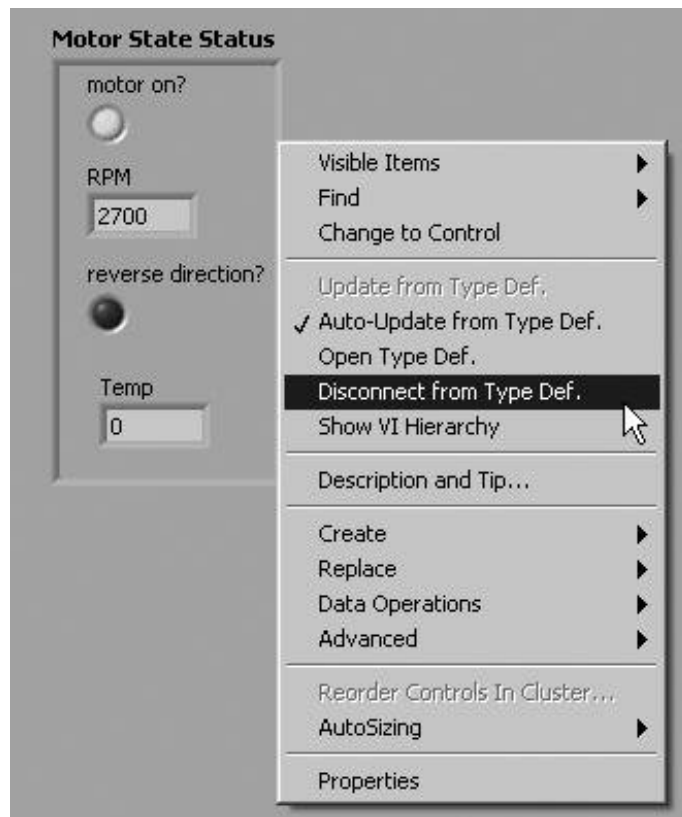 Motor State Status
motor on?
RPM
2700
reverse direction?
Temp
0
Visible Items
Find
Change to Control
Update from Type Def.
Auto-Update from Type Def.
Open Type Def.
Disconnect from Type Def.
Show VI Hierarchy
Description and Tip...
Create
Replace
Data Operations
Advanced
Reorder Controls In Cluster...
AutoSizing
Properties